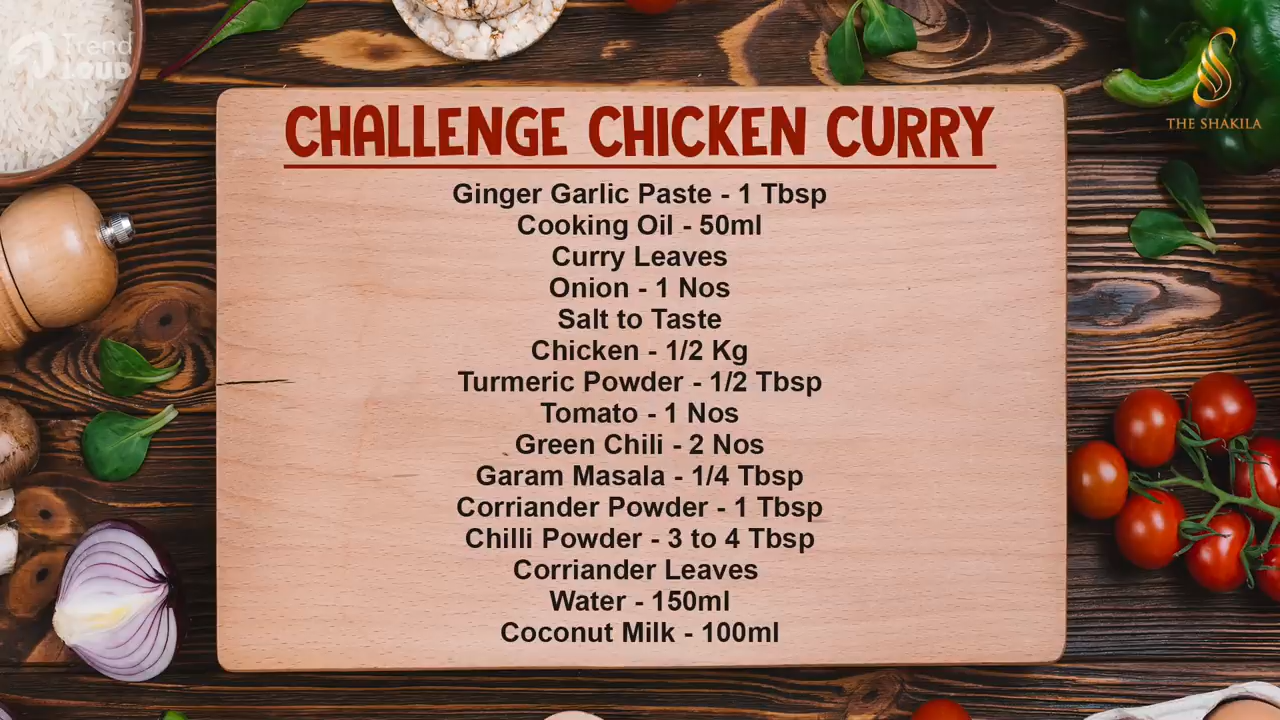 Trend
LOUD
THE SHAKILA
CHALLENGE CHICKEN CURRY
Ginger Garlic Paste - 1 Tbsp
Cooking Oil - 50ml
Curry Leaves
Onion - 1 Nos
Salt to Taste
Chicken - 1/2 Kg
Turmeric Powder - 1/2 Tbsp
Tomato - 1 Nos
Green Chili - 2 Nos
Garam Masala - 1/4 Tbsp
Corriander Powder - 1 Tbsp
Chilli Powder - 3 to 4 Tbsp
Corriander Leaves
Water - 150ml
Coconut Milk - 100ml